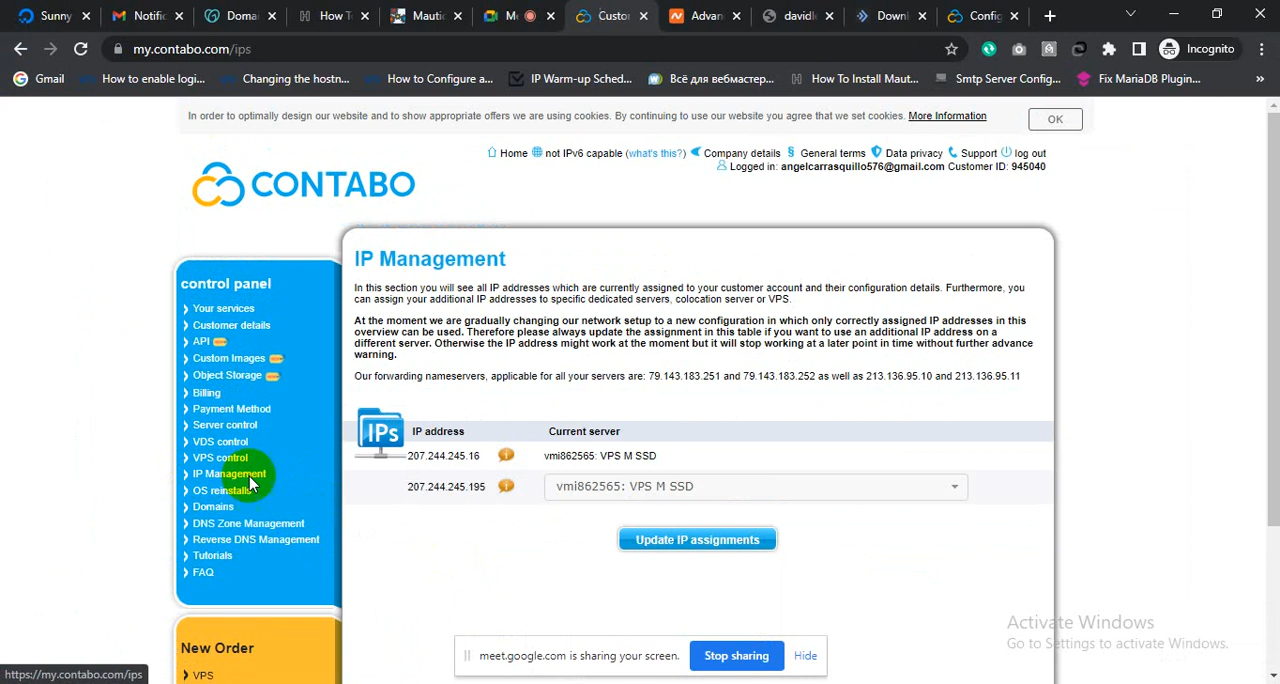 Sunny
Notific
Doma
How T
Mautic
M
Custo
Advan
davidl
Downl
Config
my.contabo.com/ips
Incognito
Gmail
How to enable logi...
Changing the hostn...
How to Configure a...
IP Warm-up Sched...
Всё для вебмастер...
How To Install Maut...
Smtp Server Config...
Fix MariaDB Plugin...
In order to optimally design our website and to show appropriate offers we are using cookies. By continuing to use our website you agree that we set cookies. More Information
OK
Home not IPv6 capable (what's this?) Company details § General terms Data privacy Support log out
Logged in: angelcarrasquillo576@gmail.com Customer ID: 945040
CONTABO
IP Management
In this section you will see all IP addresses which are currently assigned to your customer account and their configuration details. Furthermore, you
can assign your additional IP addresses to specific dedicated servers, colocation server or VPS.
At the moment we are gradually changing our network setup to a new configuration in which only correctly assigned IP addresses in this
overview can be used. Therefore please always update the assignment in this table if you want to use an additional IP address on a
different server. Otherwise the IP address might work at the moment but it will stop working at a later point in time without further advance
warning.
Our forwarding nameservers, applicable for all your servers are: 79.143.183.251 and 79.143.183.252 as well as 213.136.95.10 and 213.136.95.11
IPs
IP address Current server
207.244.245.16 vmi862565: VPS M SSD
207.244.245.195 vmi862565: VPS M SSD
Update IP assignments
control panel
Your services
Customer details
API
Custom Images
Object Storage
Billing
Payment Method
Server control
VDS control
VPS control
IP Management
OS reinstalls
Domains
DNS Zone Management
Reverse DNS Management
Tutorials
FAQ
New Order
VPS
Activate Windows
Go to Settings to activate Windows.
meet.google.com is sharing your screen.
Stop sharing
Hide
https://my.contabo.com/ips